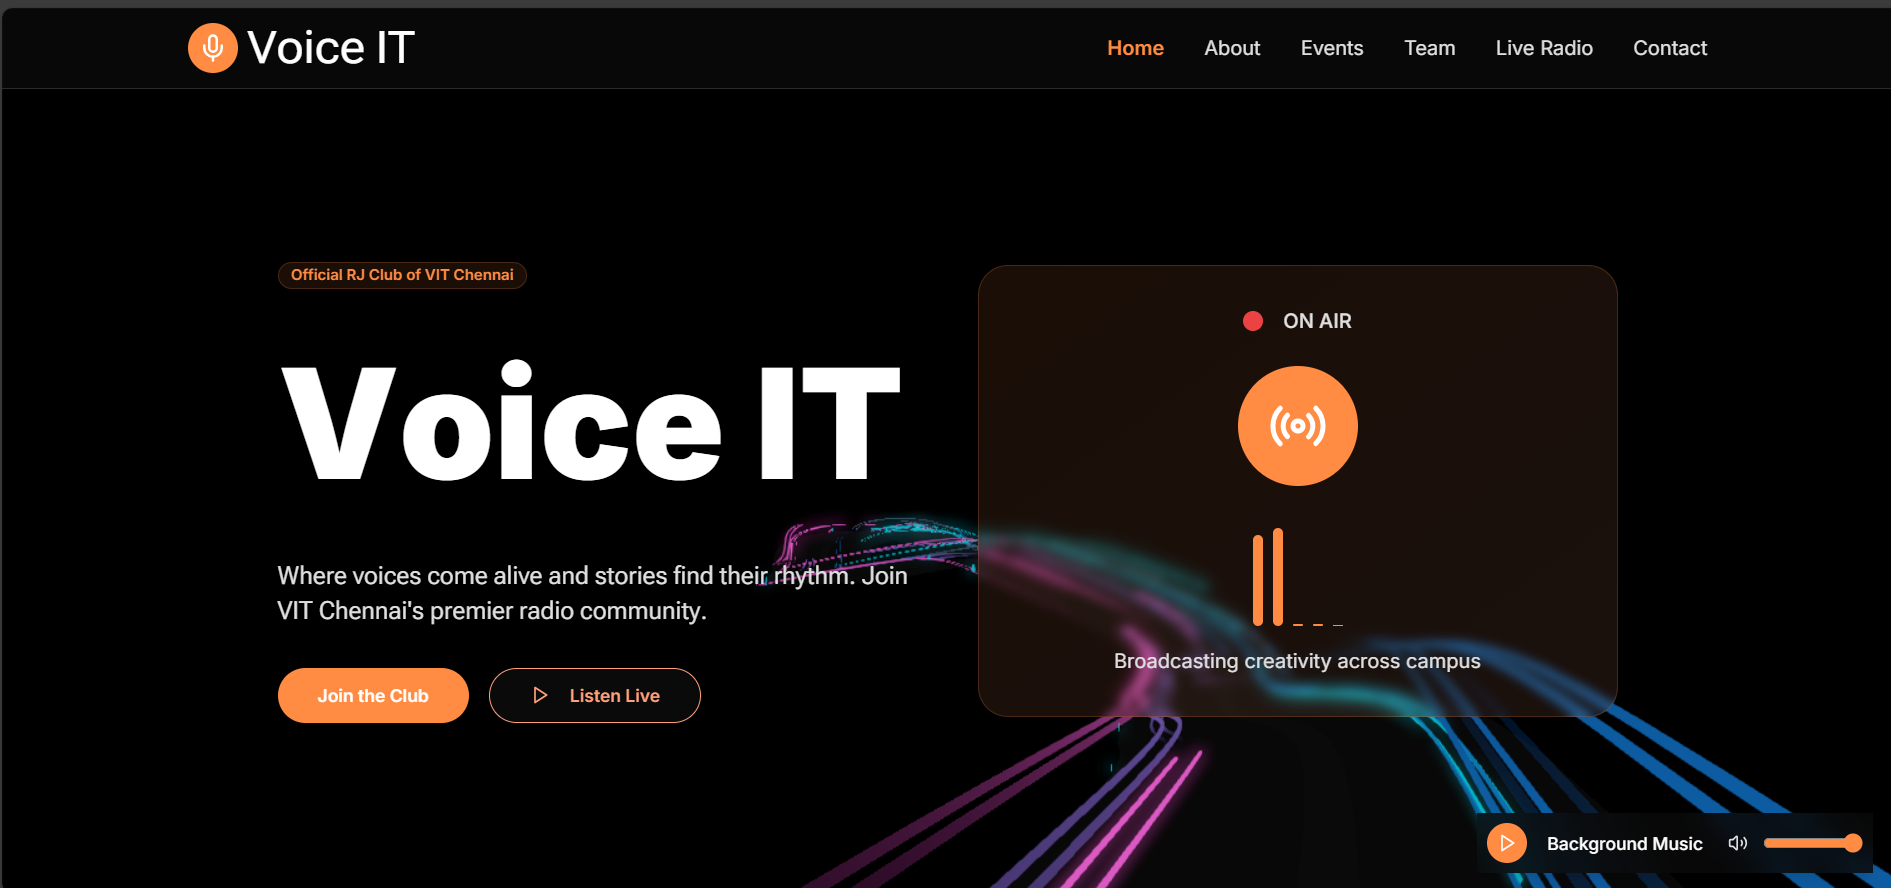 Voice IT
Home
About
Events
Team
Live Radio
Contact
Official RJ Club of VIT Chennai
Voice IT
Where voices come alive and stories find their rhythm. Join
VIT Chennai's premier radio community.
Join the Club
Listen Live
ON AIR
Broadcasting creativity across campus
Background Music